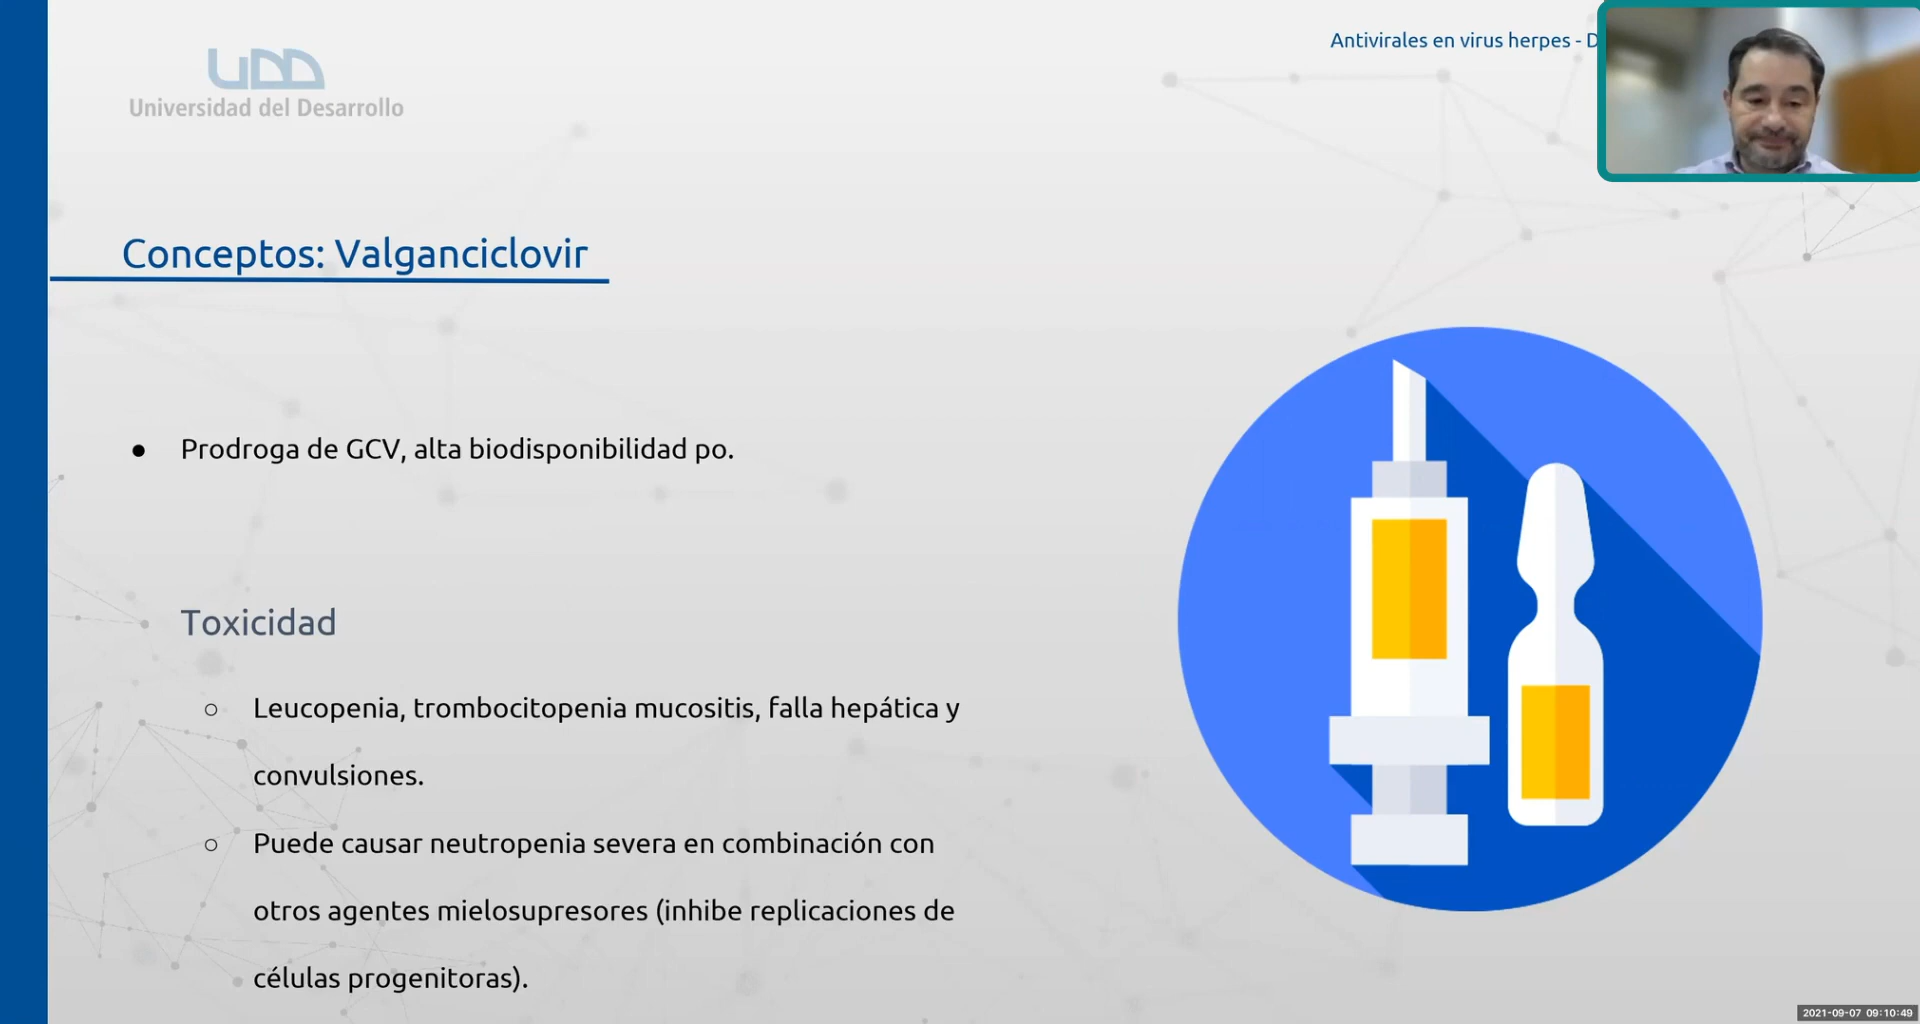 UDD
Universidad del Desarrollo
Antivirales en virus herpes - D
Conceptos: Valganciclovir
● Prodroga de GCV, alta biodisponibilidad po.
Toxicidad
○ Leucopenia, trombocitopenia mucositis, falla hepática y
convulsiones.
○ Puede causar neutropenia severa en combinación con
otros agentes mielosupresores (inhibe replicaciones de
células progenitoras).
2021-09-07 09:10:49